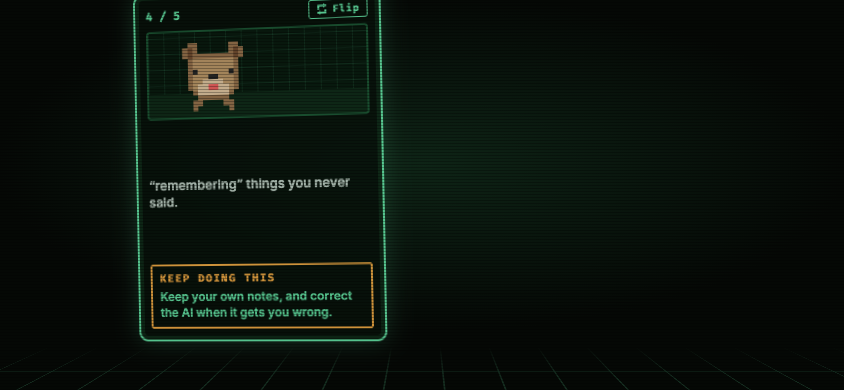 4 / 5
Flip
“remembering” things you never
said.
KEEP DOING THIS
Keep your own notes, and correct
the AI when it gets you wrong.